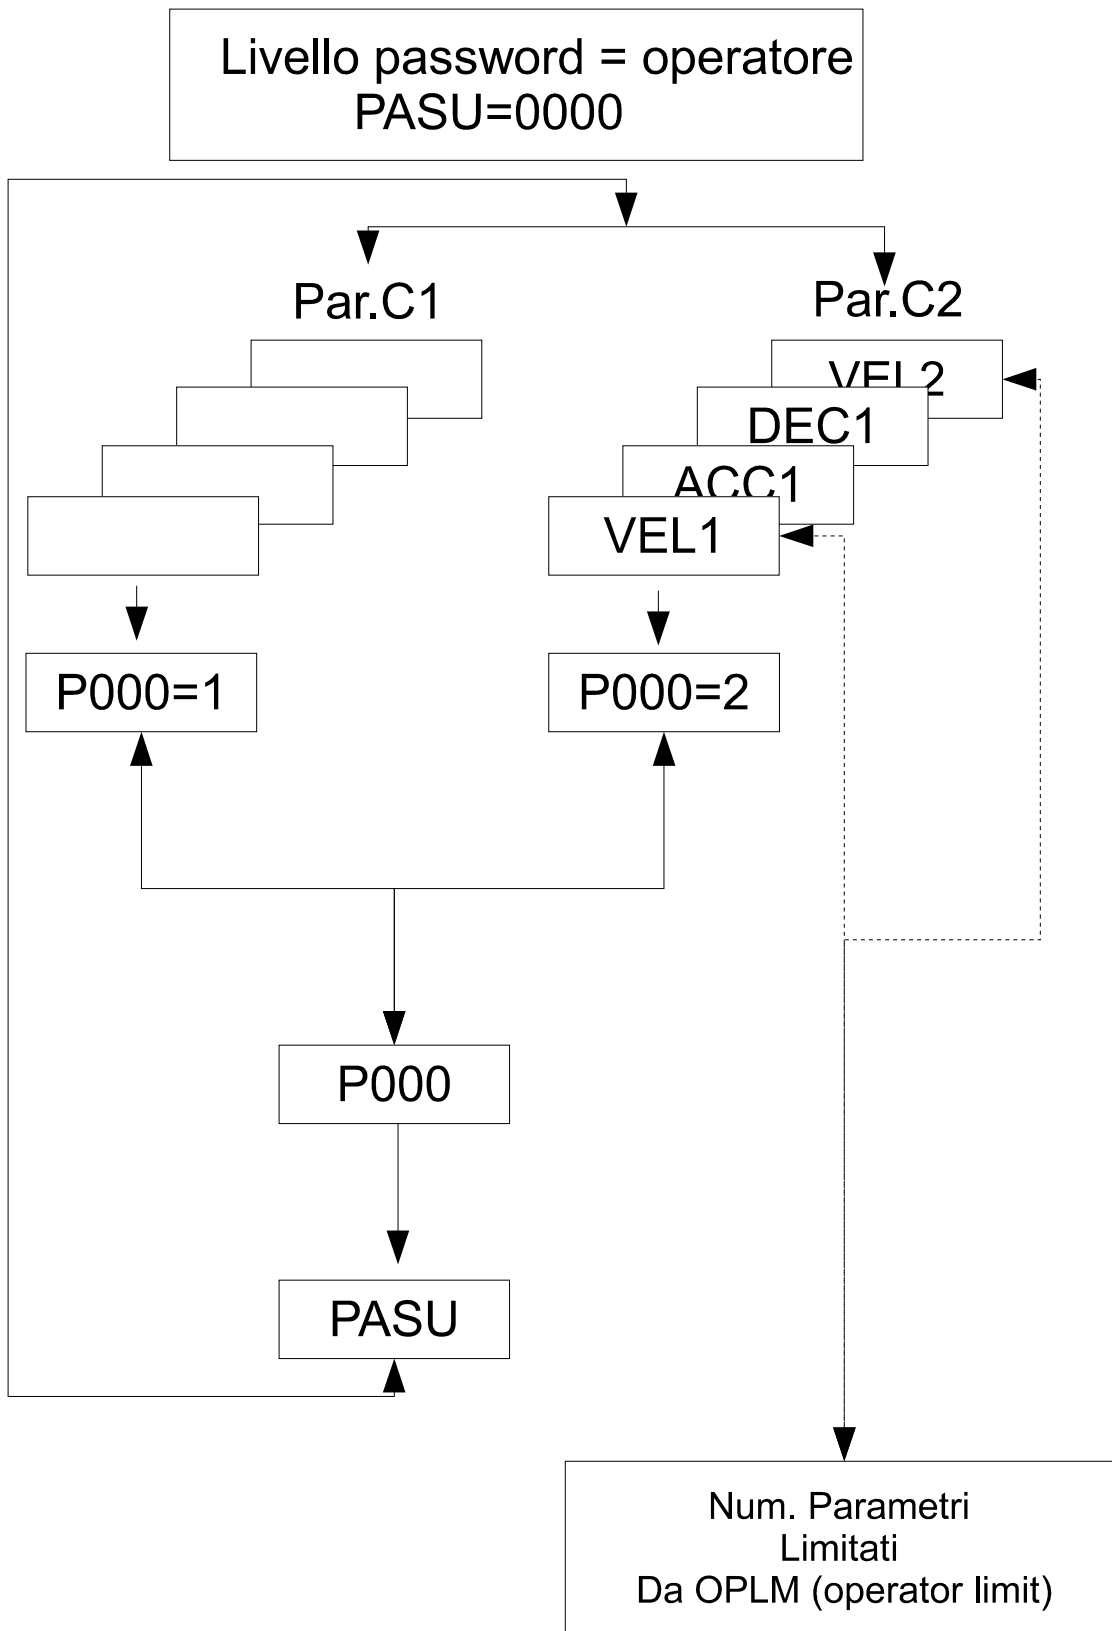 Livello password = operatore
PASU=0000
Par.C1
Par.C2
VEL2
DEC1
ACC1
VEL1
P000=1
P000=2
P000
PASU
Num. Parametri
Limitati
Da OPLM (operator limit)